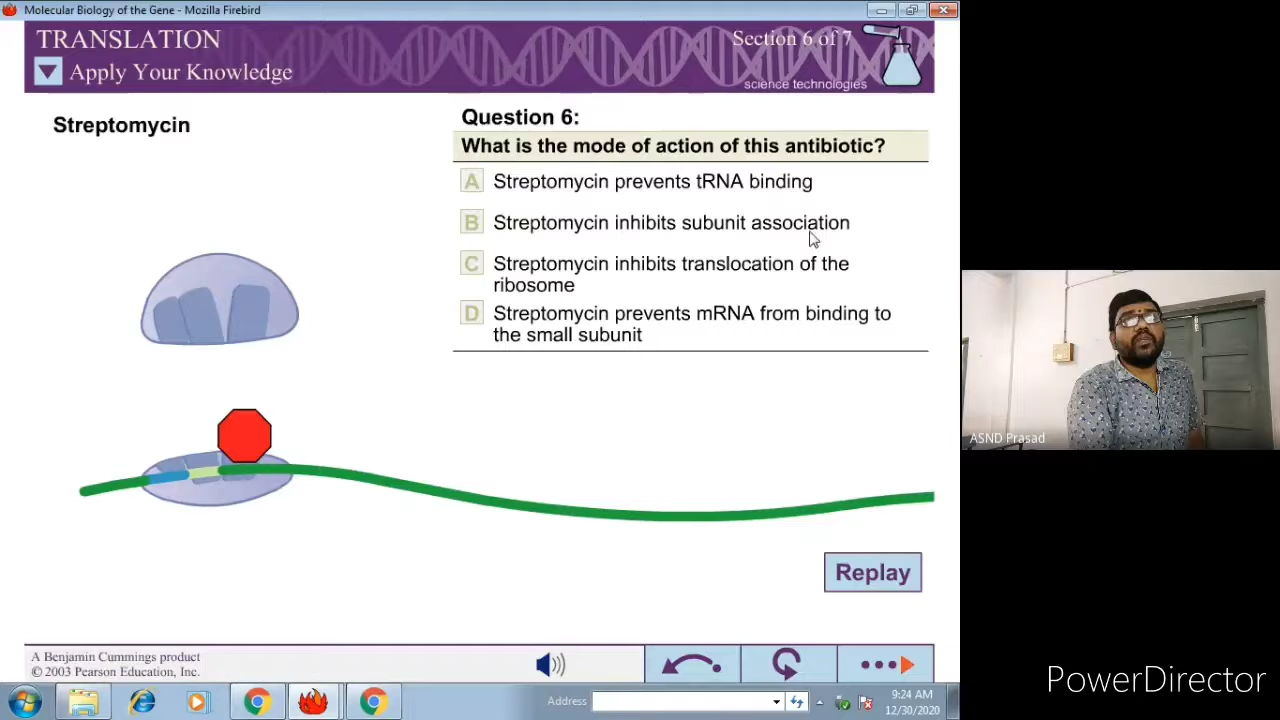 Molecular Biology of the Gene - Mozilla Firebird
TRANSLATION
Section 6 of 7
Apply Your Knowledge
science technologies
Streptomycin
Question 6:
What is the mode of action of this antibiotic?
A Streptomycin prevents tRNA binding
B Streptomycin inhibits subunit association
C Streptomycin inhibits translocation of the
ribosome
D Streptomycin prevents mRNA from binding to
the small subunit
ASND Prasad
Replay
A Benjamin Cummings product
© 2003 Pearson Education, Inc.
PowerDirector
Address
9:24 AM
12/30/2020